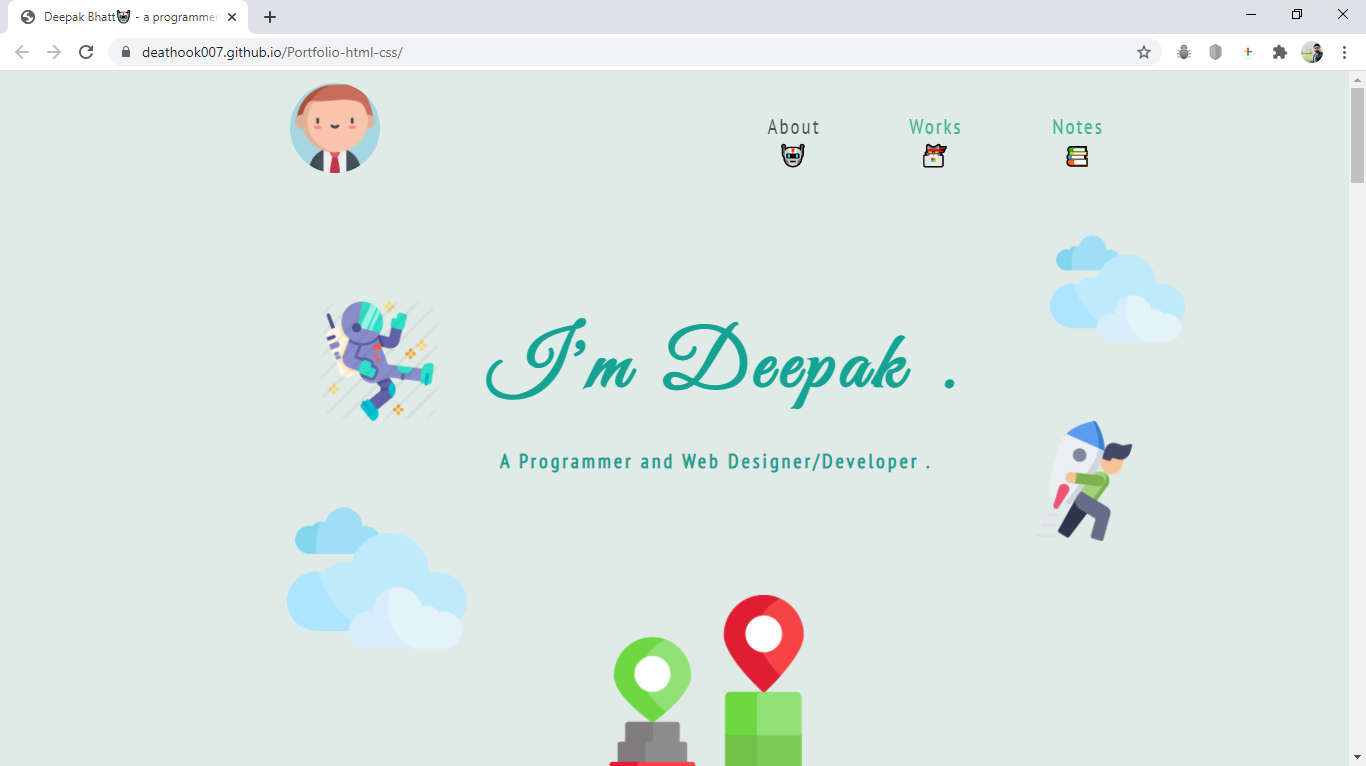 Deepak Bhatt - a programmer
deathook007.github.io/Portfolio-html-css/
About
Works
Notes
I'm Deepak .
A Programmer and Web Designer/Developer .